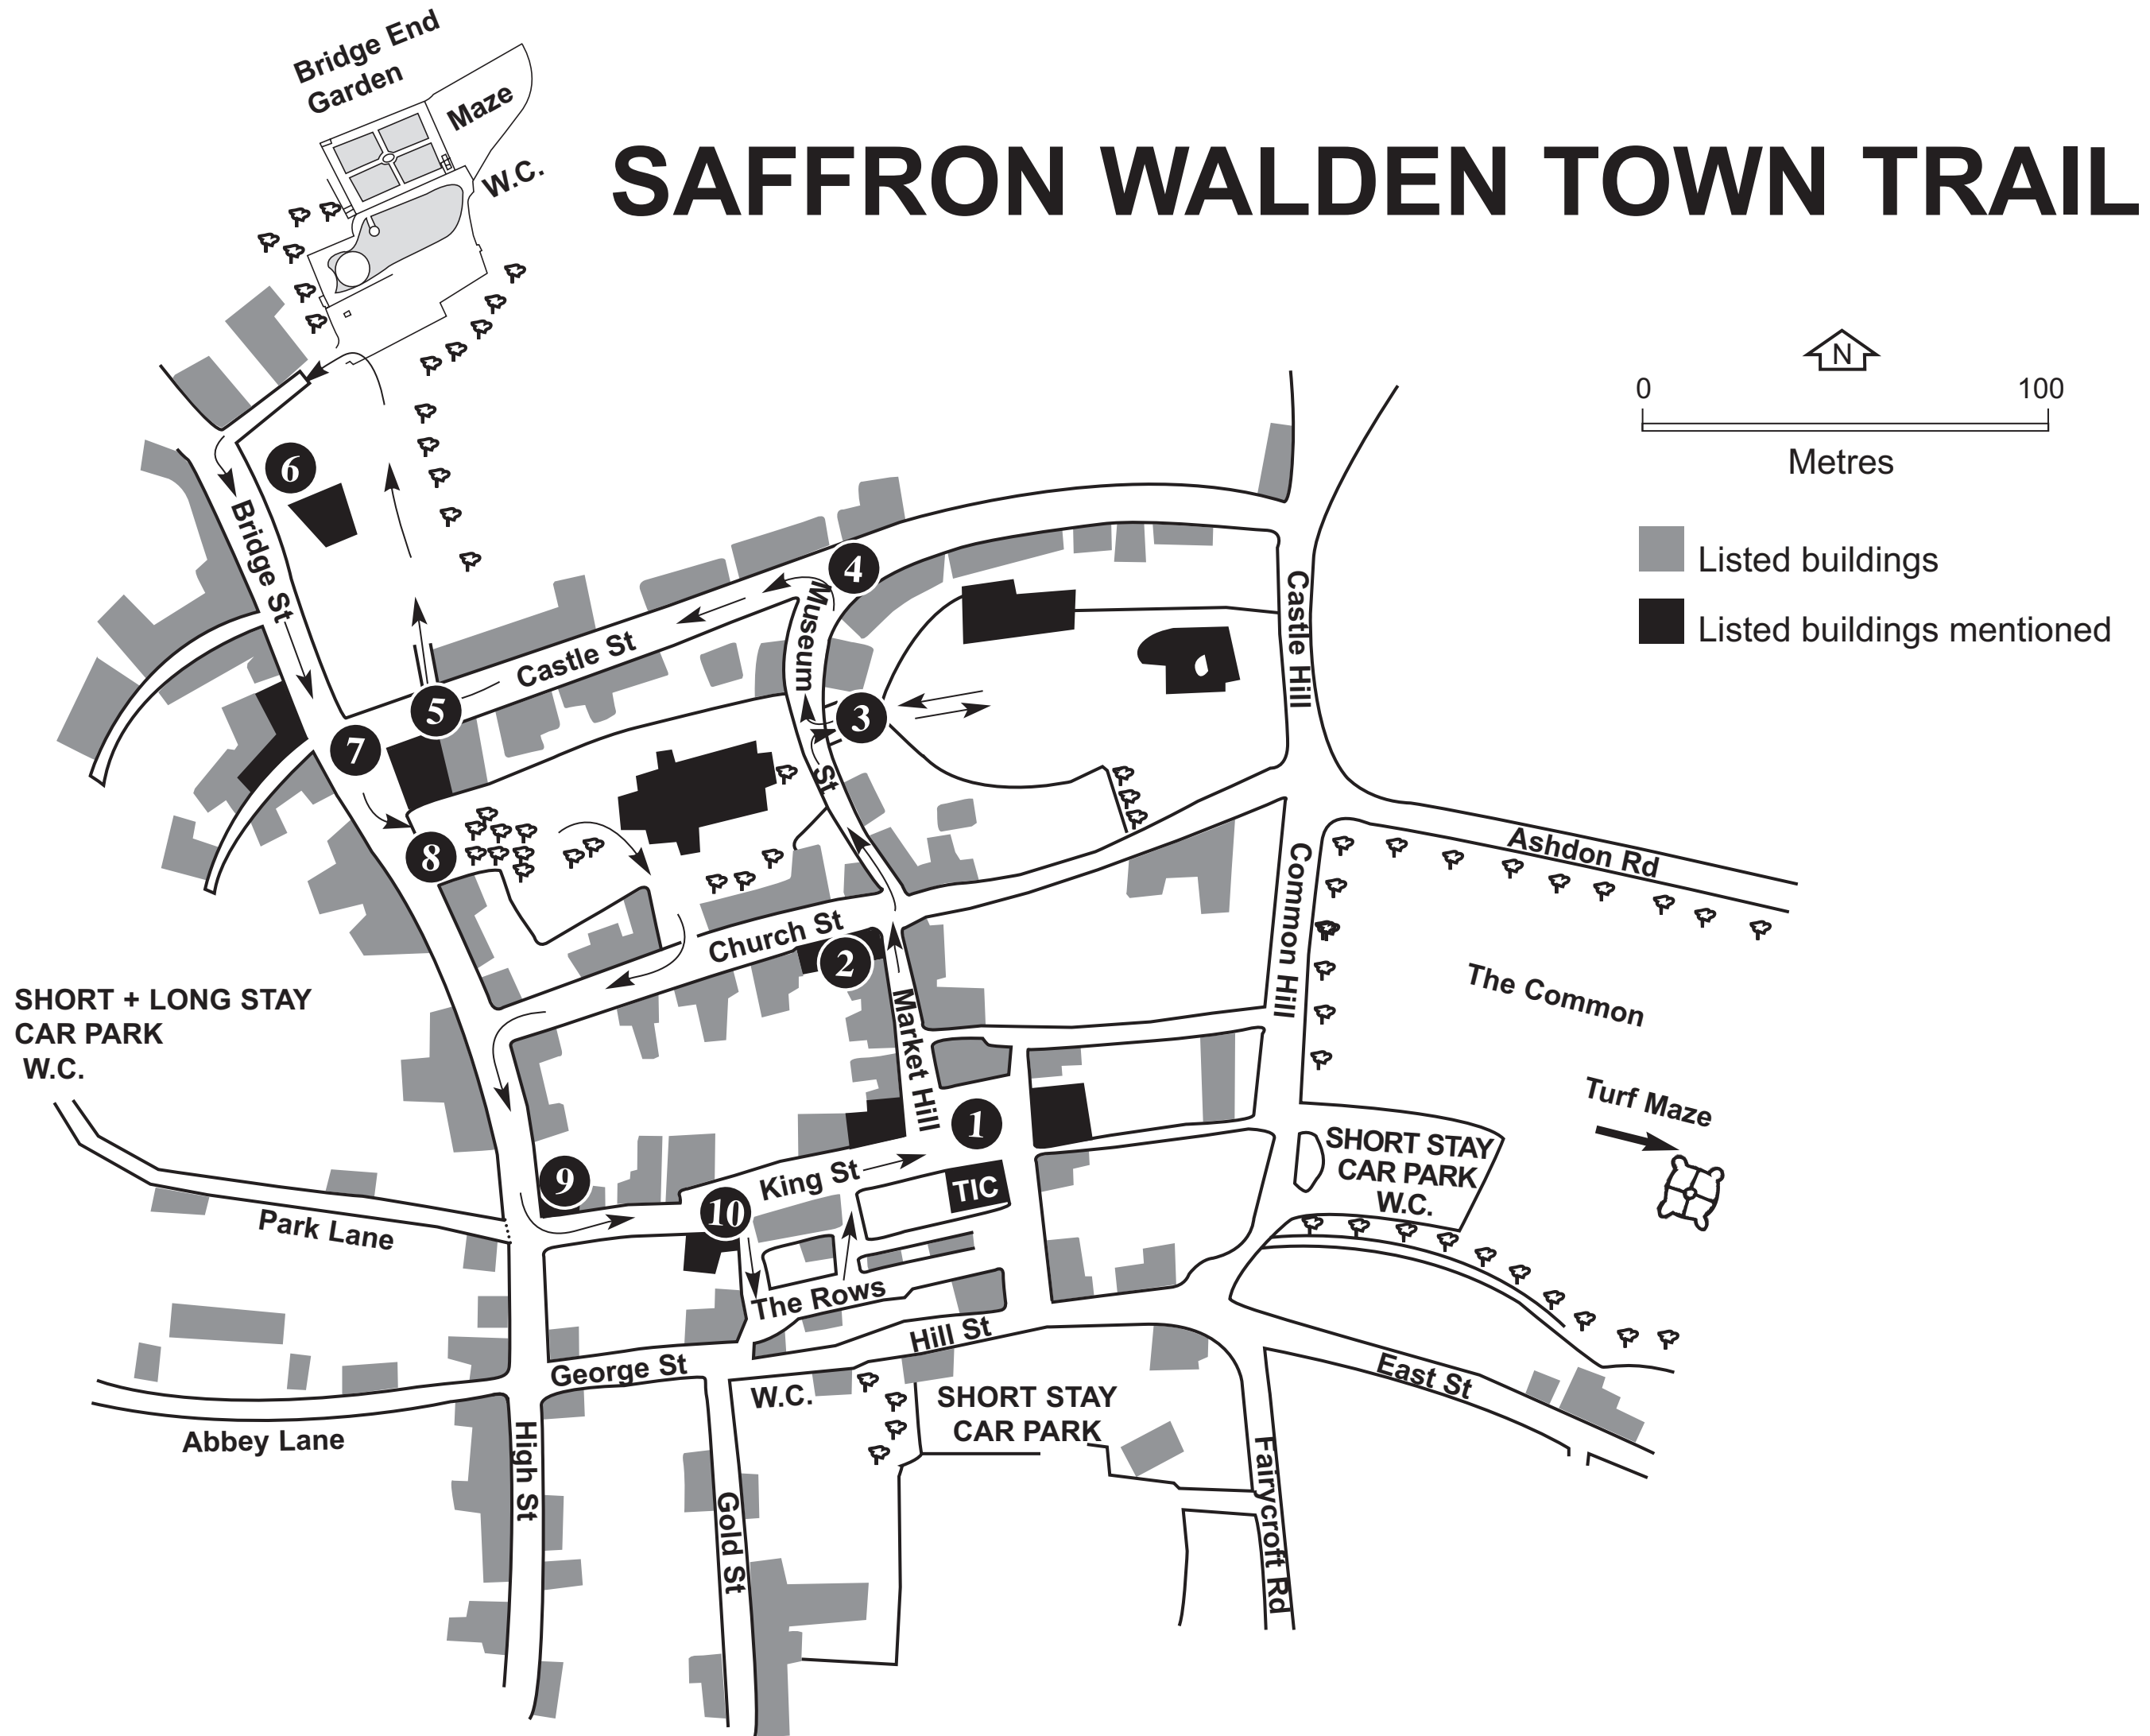 Bridge End
Garden
Maze
W.C.
SAFFRON WALDEN TOWN TRAIL
N
0 100
Metres
Listed buildings
Listed buildings mentioned
6
Bridge St
4
Museum
St
Castle St
Castle Hill
5
3
7
8
Ashdon Rd
Church St
2
Common Hill
The Common
SHORT + LONG STAY
CAR PARK
W.C.
Market Hill
1
Turf Maze
SHORT STAY
CAR PARK
W.C.
9
King St
TIC
10
Park Lane
The Rows
Hill St
George St
East St
W.C.
SHORT STAY
CAR PARK
Abbey Lane
High St
Gold St
Fairycroft Rd